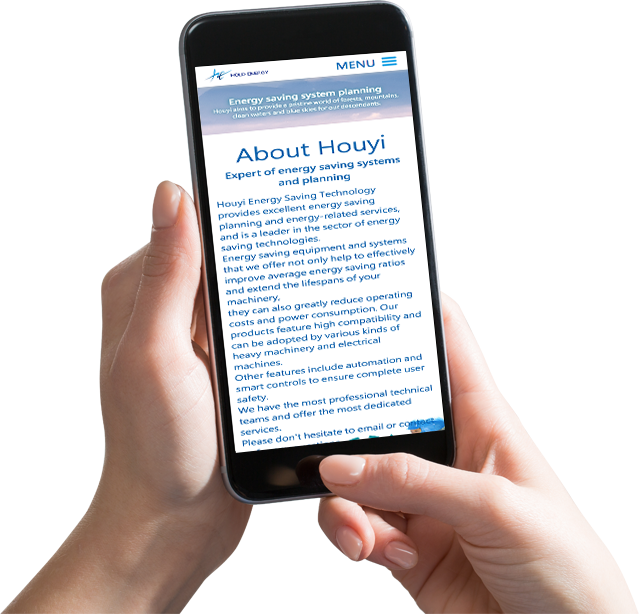 HOUYI ENERGY
MENU
Energy saving system planning
Houyi aims to provide a pristine world of forests, mountains,
clean waters and blue skies for our descendants.
About Houyi
Expert of energy saving systems
and planning
Houyi Energy Saving Technology
provides excellent energy saving
planning and energy-related services,
and is a leader in the sector of energy
saving technologies.
Energy saving equipment and systems
that we offer not only help to effectively
improve average energy saving ratios
and extend the lifespans of your
machinery,
they can also greatly reduce operating
costs and power consumption. Our
products feature high compatibility and
can be adopted by various kinds of
heavy machinery and electrical
machines.
Other features include automation and
smart controls to ensure complete user
safety.
We have the most professional technical
teams and offer the most dedicated
services.
Please don't hesitate to email or contact